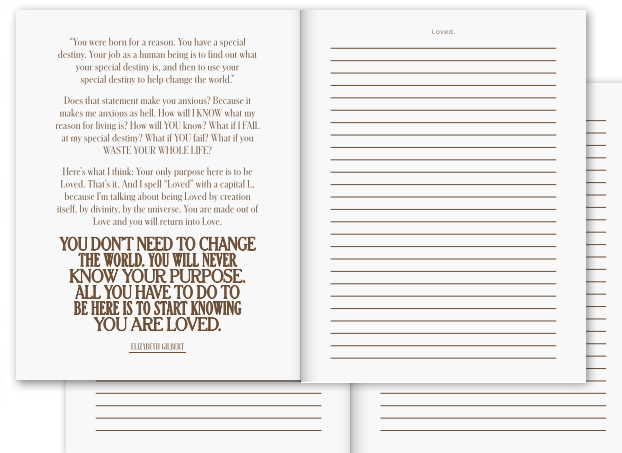 "You were born for a reason. You have a special
destiny. Your job as a human being is to find out what
your special destiny is, and then to use your
special destiny to help change the world."
Does that statement make you anxious? Because it
makes me anxious as hell. How will I KNOW what my
reason for living is? How will YOU know? What if I FAIL
at my special destiny? What if YOU fail? What if you
WASTE YOUR WHOLE LIFE?
Here's what I think: Your only purpose here is to be
Loved. That's it. And I spell "Loved" with a capital L,
because I'm talking about being Loved by creation
itself, by divinity, by the universe. You are made out of
Love and you will return into Love.
YOU DON'T NEED TO CHANGE
THE WORLD. YOU WILL NEVER
KNOW YOUR PURPOSE.
ALL YOU HAVE TO DO TO
BE HERE IS TO START KNOWING
YOU ARE LOVED.
ELIZABETH GILBERT
Loved.